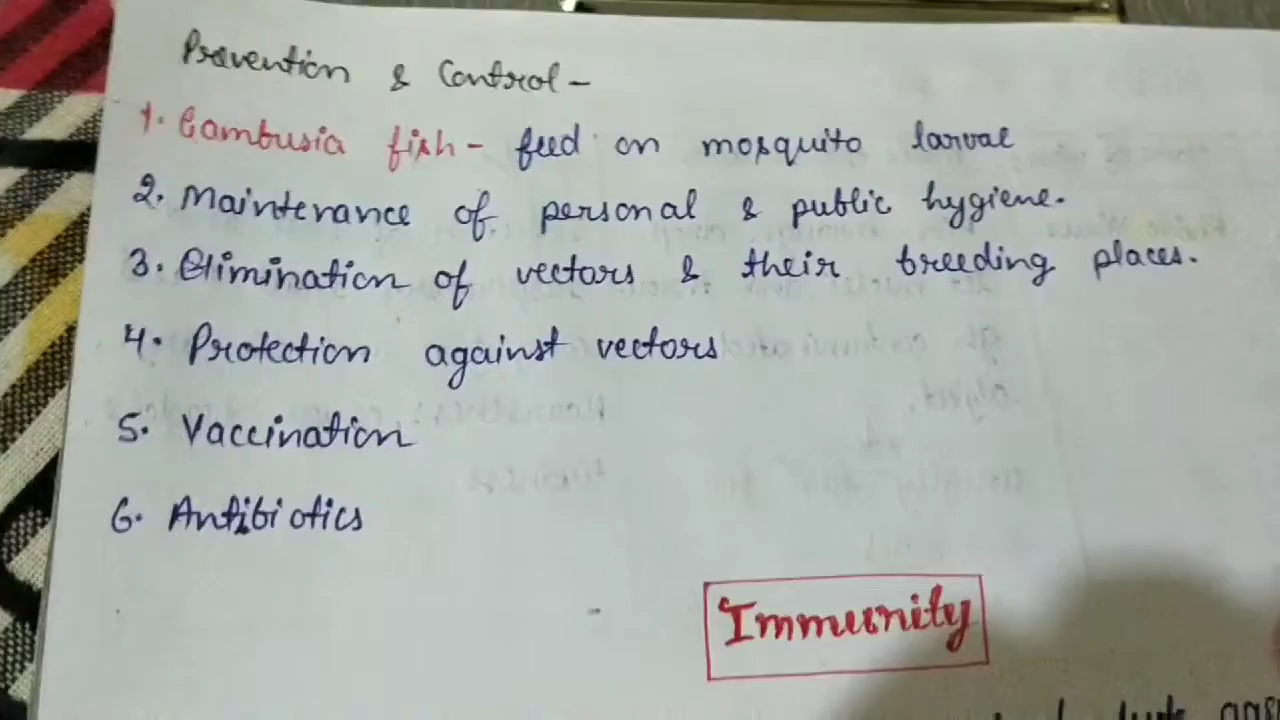 Prevention & Control -
1. Gambusia fish - feed on mosquito larvae
2. Maintenance of personal & public hygiene.
3. Elimination of vectors & their breeding places.
4. Protection against vectors
5. Vaccination
6. Antibiotics
Immunity